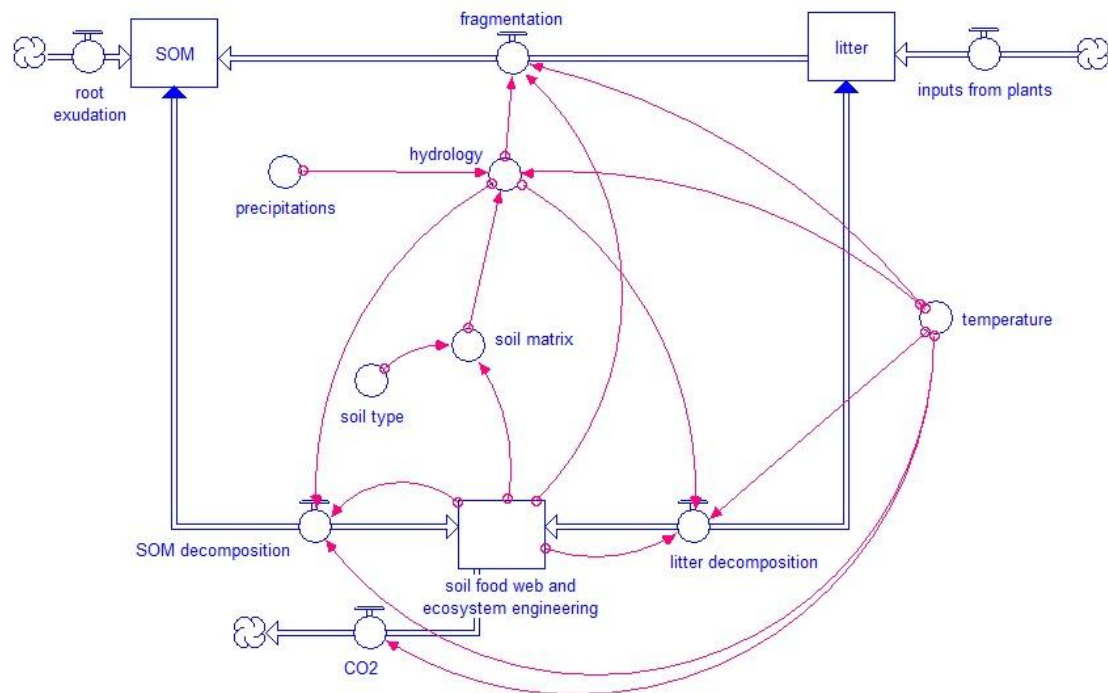 fragmentation
SOM
litter
root
exudation
inputs from plants
hydrology
precipitations
temperature
soil matrix
soil type
SOM decomposition
litter decomposition
soil food web and
ecosystem engineering
CO2